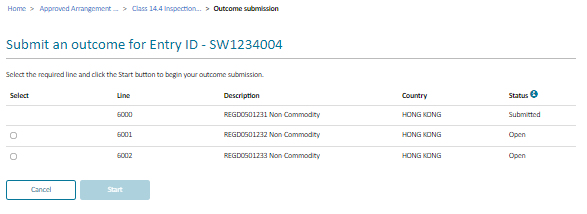 Home > Approved Arrangement ... > Class 14.4 Inspection... > Outcome submission
Submit an outcome for Entry ID - SW1234004
Select the required line and click the Start button to begin your outcome submission.
Select Line Description Country Status
6000 REGD0501231 Non Commodity HONG KONG Submitted
6001 REGD0501232 Non Commodity HONG KONG Open
6002 REGD0501233 Non Commodity HONG KONG Open
Cancel Start